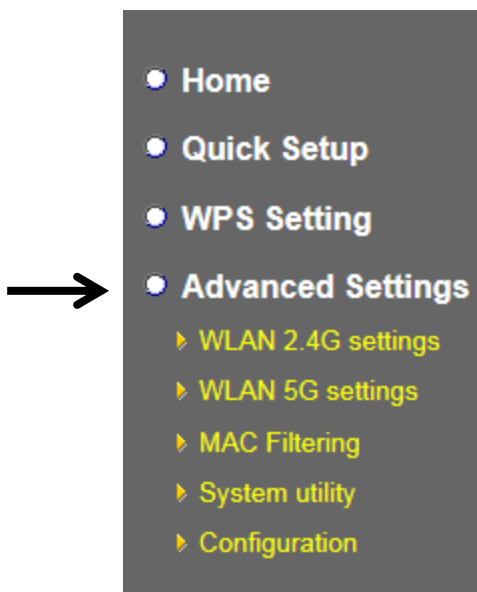 Home
Quick Setup
WPS Setting
Advanced Settings
WLAN 2.4G settings
WLAN 5G settings
MAC Filtering
System utility
Configuration